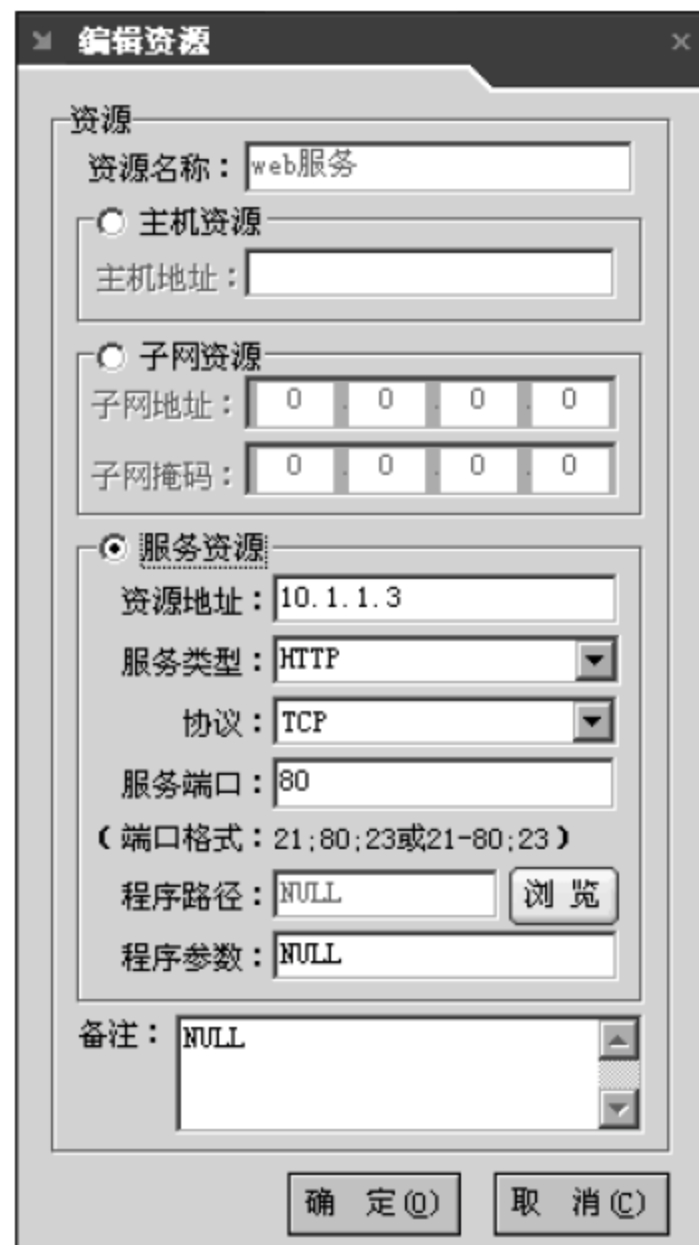 编辑资源
资源
资源名称：web服务
主机资源
主机地址：
子网资源
子网地址：0 . 0 . 0 . 0
子网掩码：0 . 0 . 0 . 0
服务资源
资源地址：10.1.1.3
服务类型：HTTP
协议：TCP
服务端口：80
(端口格式：21;80;23或21-80;23)
程序路径：NULL 浏览
程序参数：NULL
备注：NULL
确 定(O) 取 消(C)